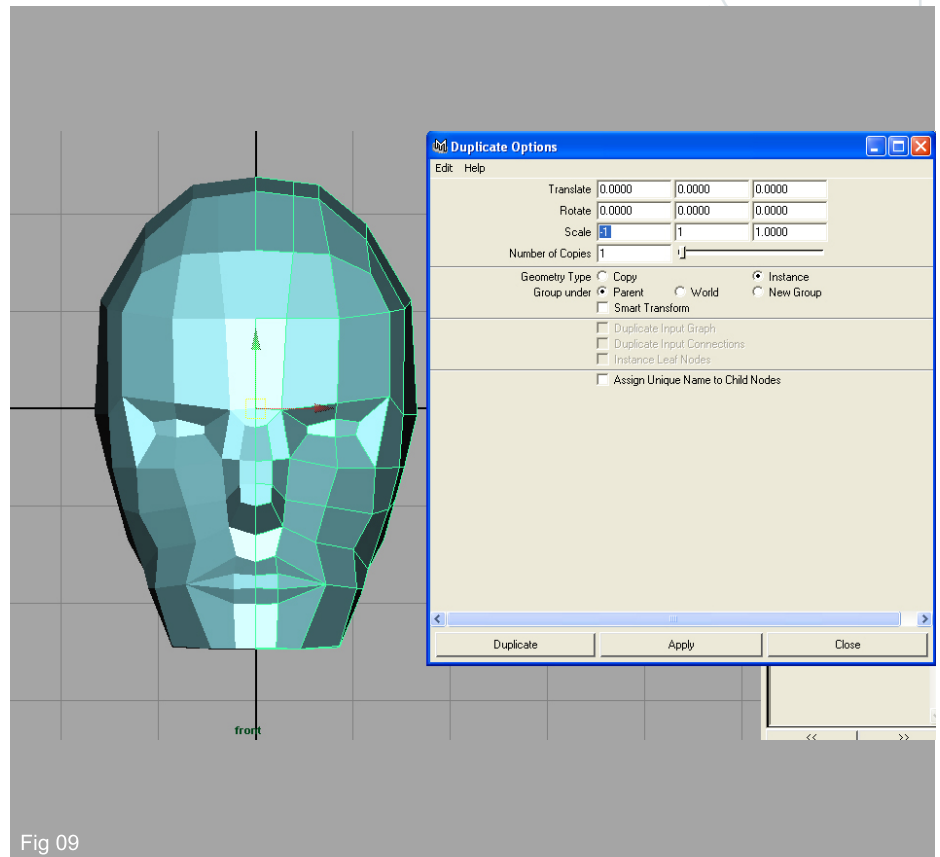 Duplicate Options
Edit Help
Translate 0.0000 0.0000 0.0000
Rotate 0.0000 0.0000 0.0000
Scale -1 1 1.0000
Number of Copies 1
Geometry Type Copy Instance
Group under Parent World New Group
Smart Transform
Duplicate Input Graph
Duplicate Input Connections
Instance Leaf Nodes
Assign Unique Name to Child Nodes
Duplicate Apply Close
front
<< >>
Fig 09